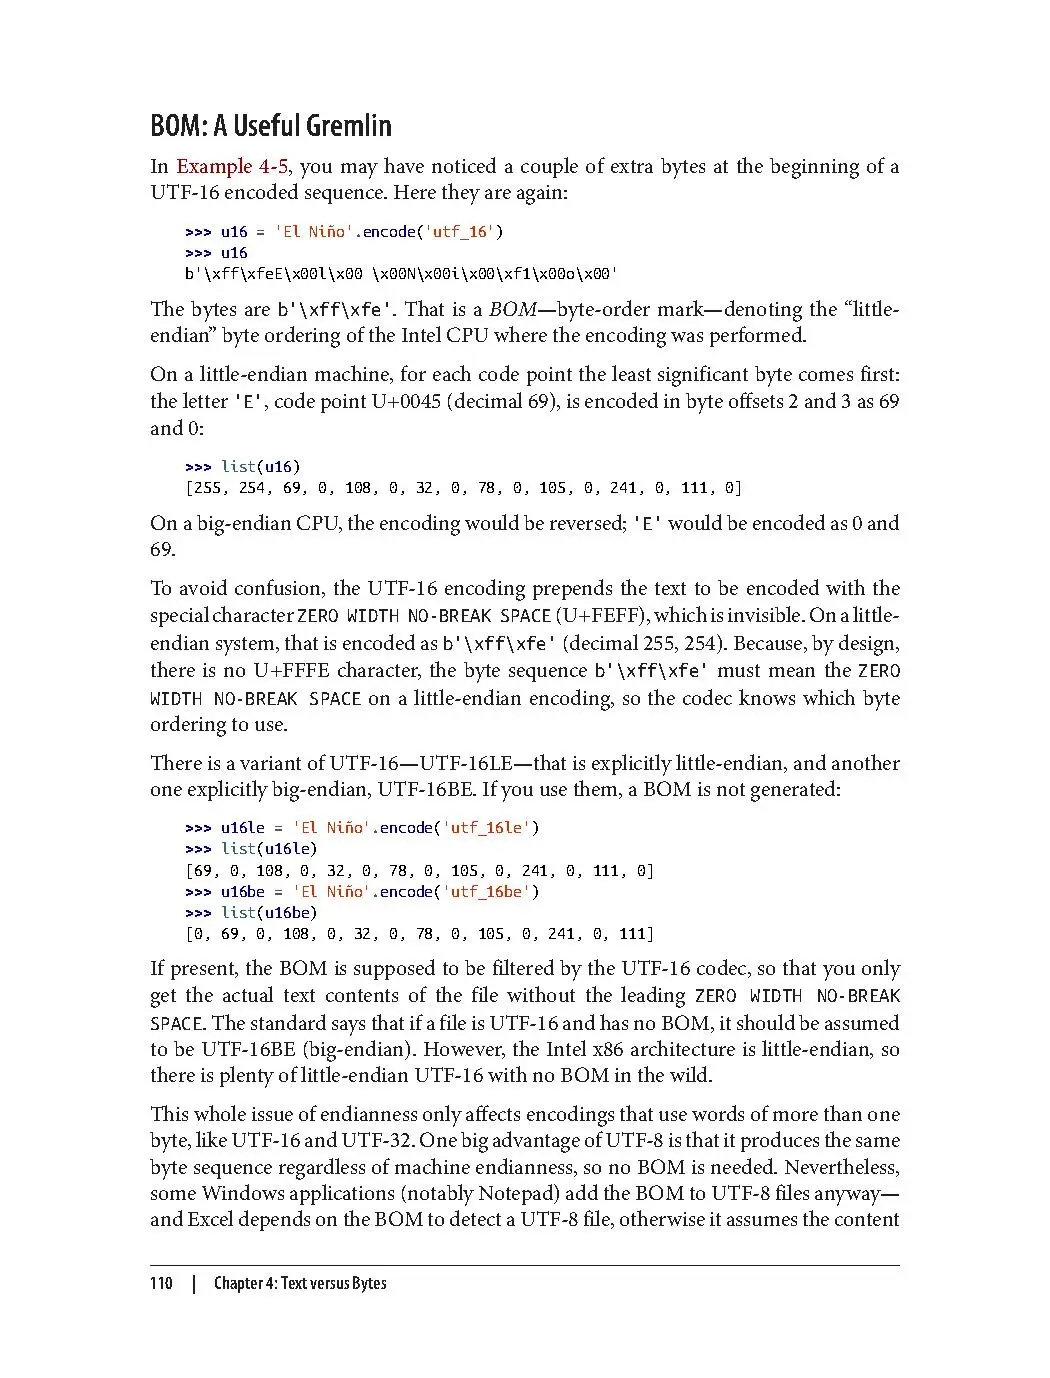 BOM: A Useful Gremlin
In Example 4-5, you may have noticed a couple of extra bytes at the beginning of a
UTF-16 encoded sequence. Here they are again:
>>> u16 = 'El Niño'.encode('utf_16')
>>> u16
b'\xff\xfeE\x00l\x00 \x00N\x00i\x00\xf1\x00o\x00'
The bytes are b'\xff\xfe'. That is a BOM—byte-order mark—denoting the “little-
endian” byte ordering of the Intel CPU where the encoding was performed.
On a little-endian machine, for each code point the least significant byte comes first:
the letter 'E', code point U+0045 (decimal 69), is encoded in byte offsets 2 and 3 as 69
and 0:
>>> list(u16)
[255, 254, 69, 0, 108, 0, 32, 0, 78, 0, 105, 0, 241, 0, 111, 0]
On a big-endian CPU, the encoding would be reversed; 'E' would be encoded as 0 and
69.
To avoid confusion, the UTF-16 encoding prepends the text to be encoded with the
special character ZERO WIDTH NO-BREAK SPACE (U+FEFF), which is invisible. On a little-
endian system, that is encoded as b'\xff\xfe' (decimal 255, 254). Because, by design,
there is no U+FFFE character, the byte sequence b'\xff\xfe' must mean the ZERO
WIDTH NO-BREAK SPACE on a little-endian encoding, so the codec knows which byte
ordering to use.
There is a variant of UTF-16—UTF-16LE—that is explicitly little-endian, and another
one explicitly big-endian, UTF-16BE. If you use them, a BOM is not generated:
>>> u16le = 'El Niño'.encode('utf_16le')
>>> list(u16le)
[69, 0, 108, 0, 32, 0, 78, 0, 105, 0, 241, 0, 111, 0]
>>> u16be = 'El Niño'.encode('utf_16be')
>>> list(u16be)
[0, 69, 0, 108, 0, 32, 0, 78, 0, 105, 0, 241, 0, 111]
If present, the BOM is supposed to be filtered by the UTF-16 codec, so that you only
get the actual text contents of the file without the leading ZERO WIDTH NO-BREAK
SPACE. The standard says that if a file is UTF-16 and has no BOM, it should be assumed
to be UTF-16BE (big-endian). However, the Intel x86 architecture is little-endian, so
there is plenty of little-endian UTF-16 with no BOM in the wild.
This whole issue of endianness only affects encodings that use words of more than one
byte, like UTF-16 and UTF-32. One big advantage of UTF-8 is that it produces the same
byte sequence regardless of machine endianness, so no BOM is needed. Nevertheless,
some Windows applications (notably Notepad) add the BOM to UTF-8 files anyway—
and Excel depends on the BOM to detect a UTF-8 file, otherwise it assumes the content
110 | Chapter 4: Text versus Bytes